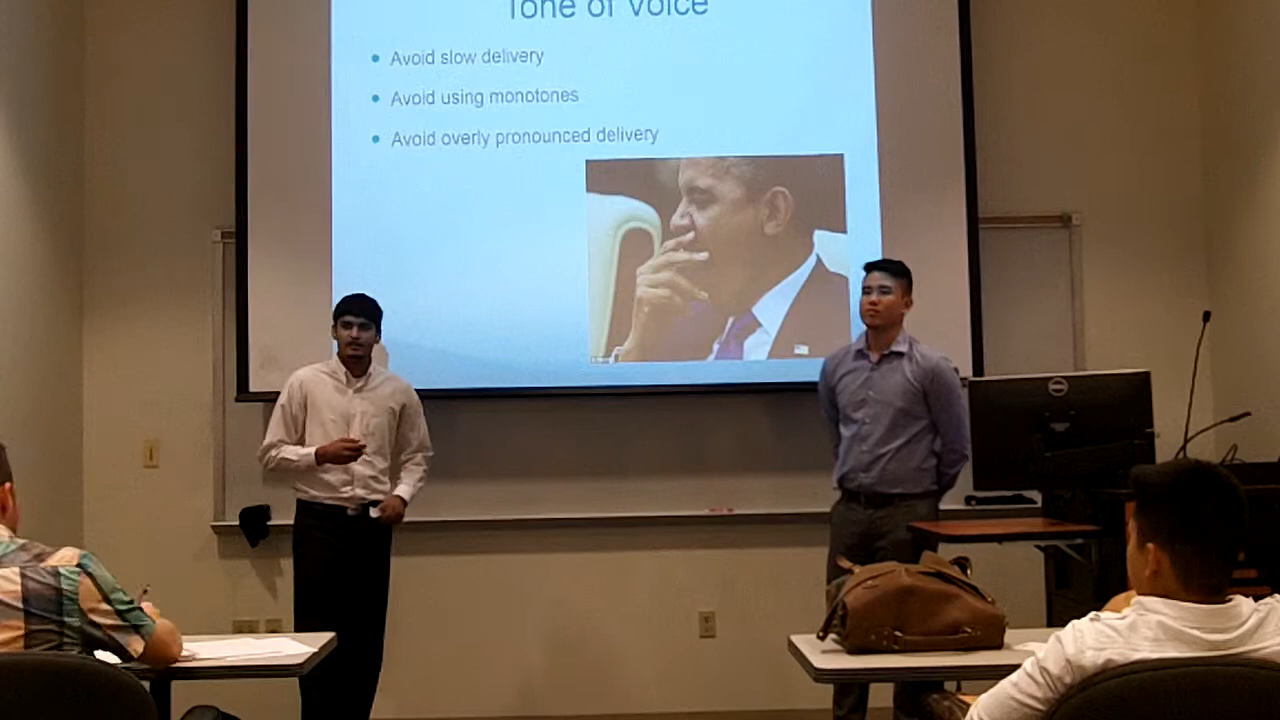 Tone of Voice
Avoid slow delivery
Avoid using monotones
Avoid overly pronounced delivery
DELL